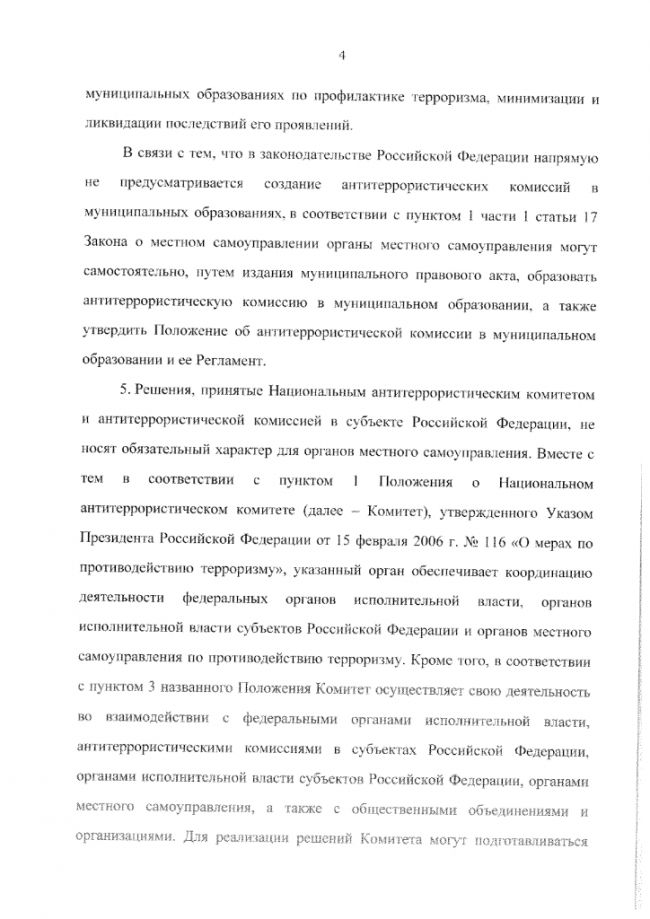 4
муниципальных образованиях по профилактике терроризма, минимизации и
ликвидации последствий его проявлений.
В связи с тем, что в законодательстве Российской Федерации напрямую
не предусматривается создание антитеррористических комиссий в
муниципальных образованиях, в соответствии с пунктом 1 части 1 статьи 17
Закона о местном самоуправлении органы местного самоуправления могут
самостоятельно, путем издания муниципального правового акта, образовать
антитеррористическую комиссию в муниципальном образовании, а также
утвердить Положение об антитеррористической комиссии в муниципальном
образовании и ее Регламент.
5. Решения, принятые Национальным антитеррористическим комитетом
и антитеррористической комиссией в субъекте Российской Федерации, не
носят обязательный характер для органов местного самоуправления. Вместе с
тем в соответствии с пунктом 1 Положения о Национальном
антитеррористическом комитете (далее – Комитет), утвержденного Указом
Президента Российской Федерации от 15 февраля 2006 г. № 116 «О мерах по
противодействию терроризму», указанный орган обеспечивает координацию
деятельности федеральных органов исполнительной власти, органов
исполнительной власти субъектов Российской Федерации и органов местного
самоуправления по противодействию терроризму. Кроме того, в соответствии
с пунктом 3 названного Положения Комитет осуществляет свою деятельность
во взаимодействии с федеральными органами исполнительной власти,
антитеррористическими комиссиями в субъектах Российской Федерации,
органами исполнительной власти субъектов Российской Федерации, органами
местного самоуправления, а также с общественными объединениями и
организациями. Для реализации решений Комитета могут подготавливаться